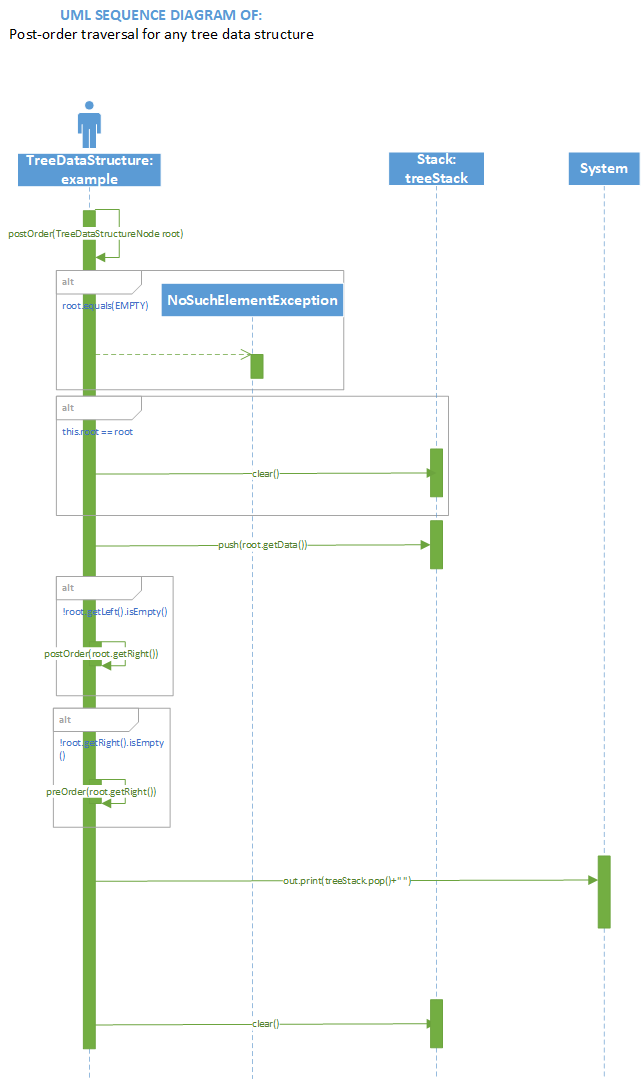 UML SEQUENCE DIAGRAM OF:
Post-order traversal for any tree data structure
TreeDataStructure:
example
Stack:
treeStack
System
postOrder(TreeDataStructureNode root)
alt
root.equals(EMPTY)
NoSuchElementException
alt
this.root == root
clear()
push(root.getData())
alt
!root.getLeft().isEmpty()
postOrder(root.getRight())
alt
!root.getRight().isEmpty
()
preOrder(root.getRight())
out.print(treeStack.pop()+" ")
clear()